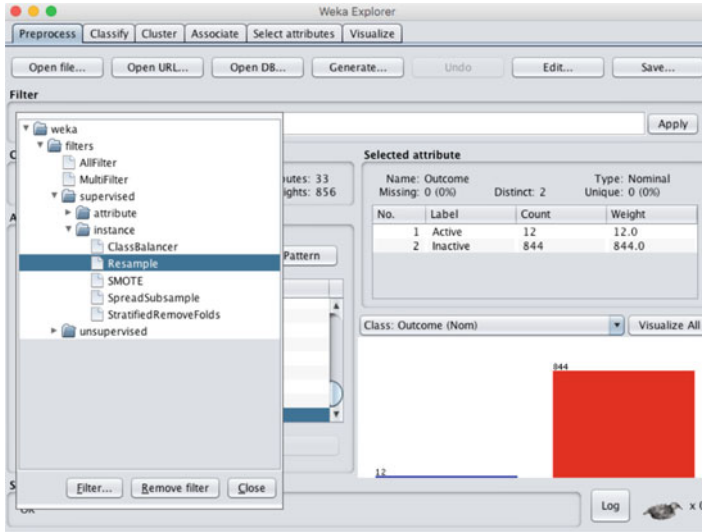 Weka Explorer
Preprocess Classify Cluster Associate Select attributes Visualize
Open file... Open URL... Open DB... Generate... Undo Edit... Save...
Filter
Apply
weka
filters
AllFilter
MultiFilter
supervised
attribute
instance
ClassBalancer
Resample
SMOTE
SpreadSubsample
StratifiedRemoveFolds
unsupervised
Filter... Remove filter Close
utes: 33
ights: 856
Pattern
Selected attribute
Name: Outcome Type: Nominal
Missing: 0 (0%) Distinct: 2 Unique: 0 (0%)
No. Label Count Weight
1 Active 12 12.0
2 Inactive 844 844.0
Class: Outcome (Nom) Visualize All
844
12
Log x